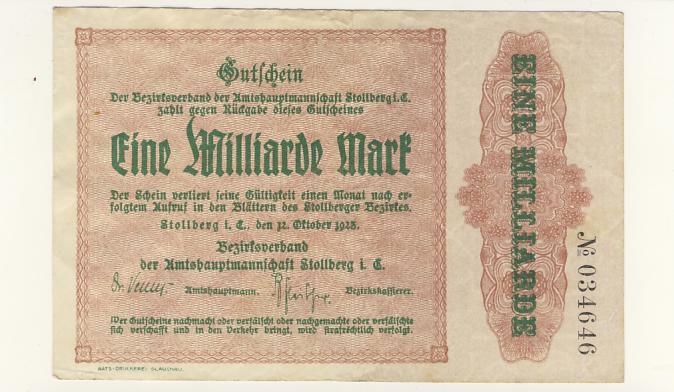 Gutschein
Der Bezirksverband der Amtshauptmannschaft Stollberg i. E.
zahlt gegen Rückgabe dieses Gutscheines
Eine Milliarde Mark
Der Schein verliert seine Gültigkeit einen Monat nach er-
folgtem Aufruf in den Blättern des Stollberger Bezirkes.
Stollberg i. E., den 12. Oktober 1923.
Bezirksverband
der Amtshauptmannschaft Stollberg i. E.
Amtshauptmann. Bezirkskassierer.
Wer Gutscheine nachmacht oder verfälscht oder nachgemachte oder verfälschte
sich verschafft und in den Verkehr bringt, wird strafrechtlich verfolgt.
RATS-DRUCKEREI GLAUCHAU.
EINE MILLIARDE
№ 034646